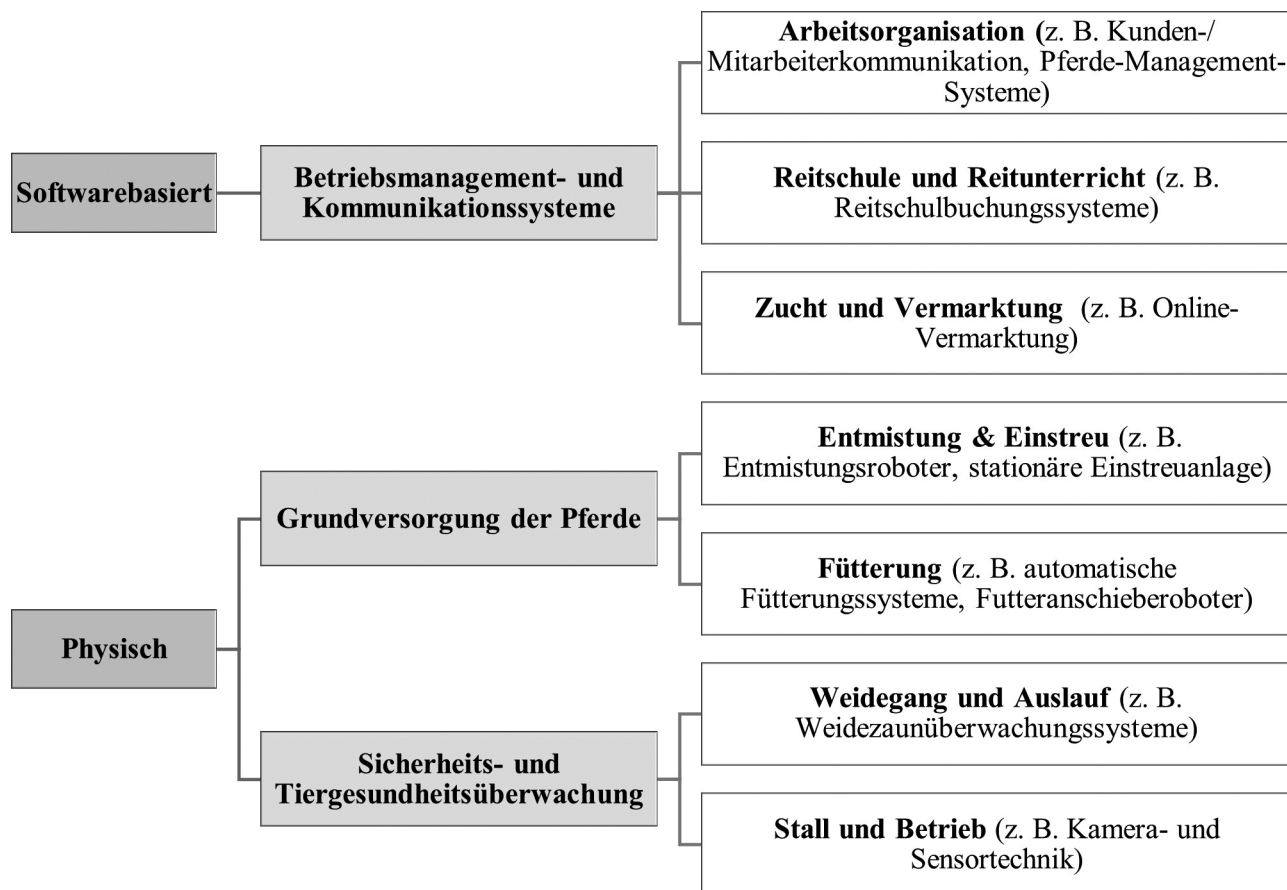 Softwarebasiert
Betriebsmanagement- und
Kommunikationssysteme
Arbeitsorganisation (z. B. Kunden-/
Mitarbeiterkommunikation, Pferde-Management-
Systeme)
Reitschule und Reitunterricht (z. B.
Reitschulbuchungssysteme)
Zucht und Vermarktung (z. B. Online-
Vermarktung)
Physisch
Grundversorgung der Pferde
Entmistung & Einstreu (z. B.
Entmistungsroboter, stationäre Einstreuanlage)
Fütterung (z. B. automatische
Fütterungssysteme, Futteranschieberoboter)
Sicherheits- und
Tiergesundheitsüberwachung
Weidegang und Auslauf (z. B.
Weidezaunüberwachungssysteme)
Stall und Betrieb (z. B. Kamera- und
Sensortechnik)